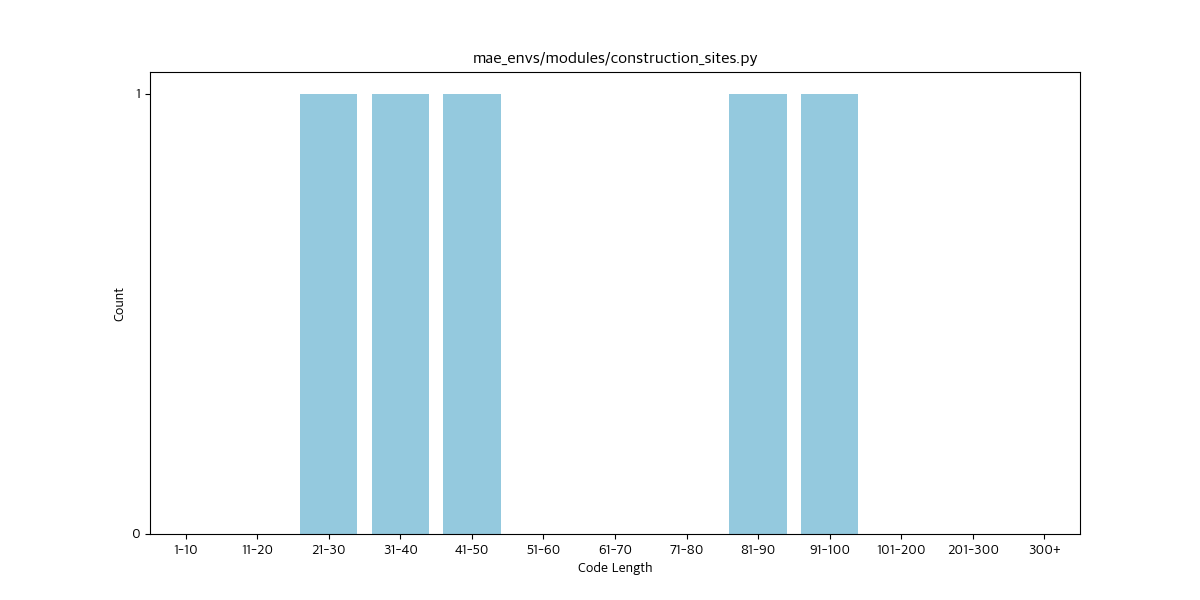 mae_envs/modules/construction_sites.py
1
Count
0
1-10 11-20 21-30 31-40 41-50 51-60 61-70 71-80 81-90 91-100 101-200 201-300 300+
Code Length